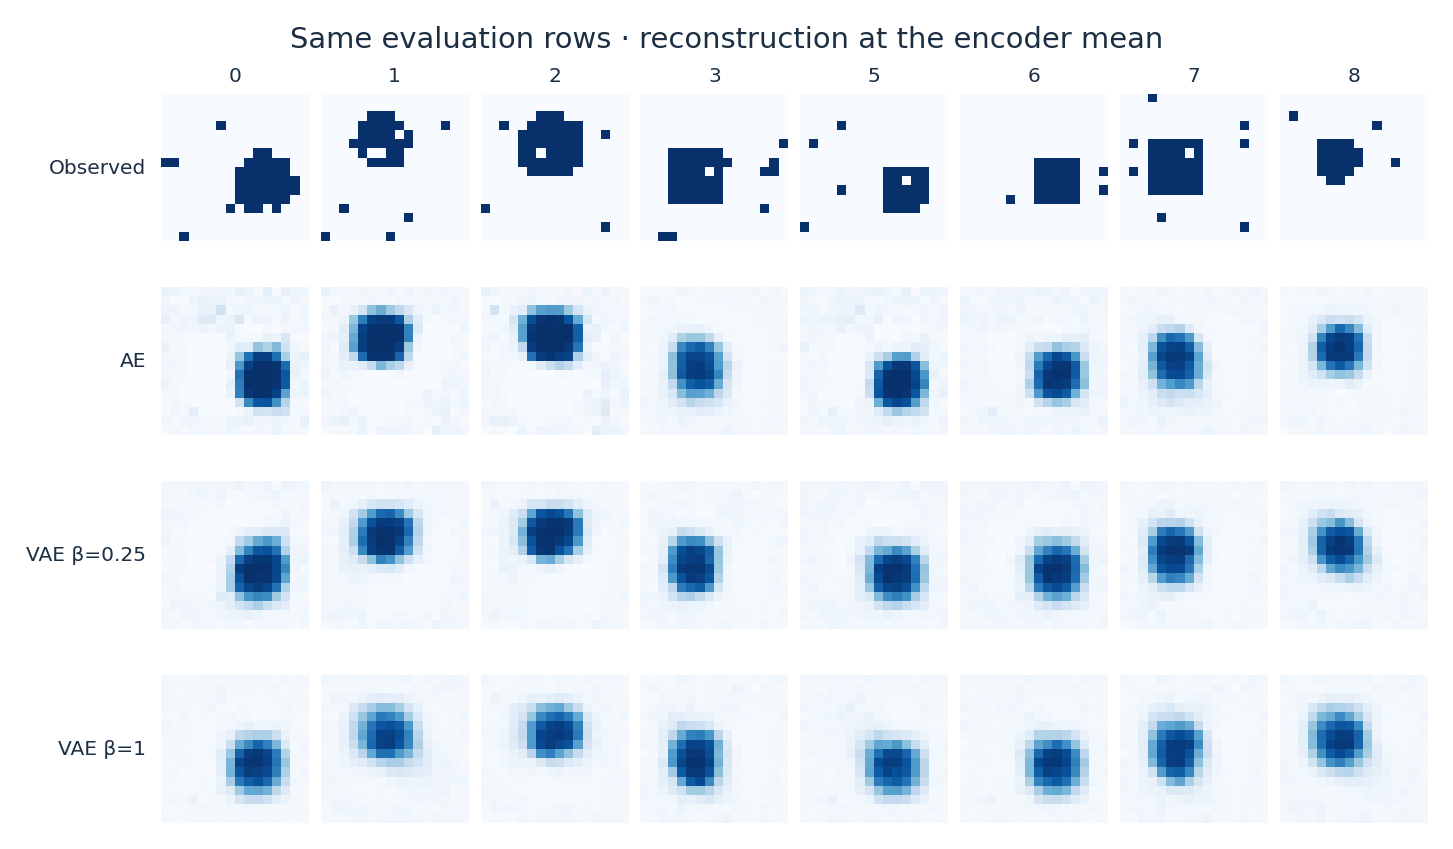 Same evaluation rows · reconstruction at the encoder mean
0 1 2 3 5 6 7 8
Observed
AE
VAE β=0.25
VAE β=1